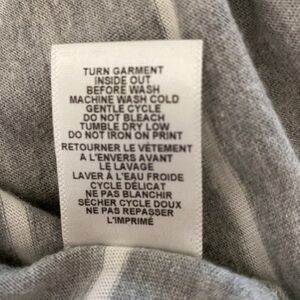 TURN GARMENT
INSIDE OUT
BEFORE WASH
MACHINE WASH COLD
GENTLE CYCLE
DO NOT BLEACH
TUMBLE DRY LOW
DO NOT IRON ON PRINT
RETOURNER LE VÉTEMENT
A L'ENVERS AVANT
LE LAVAGE
LAVER À L'EAU FROIDE
CYCLE DÉLICAT
NE PAS BLANCHIR
SÉCHER CYCLE DOUX
NE PAS REPASSER
L'IMPRIMÉ